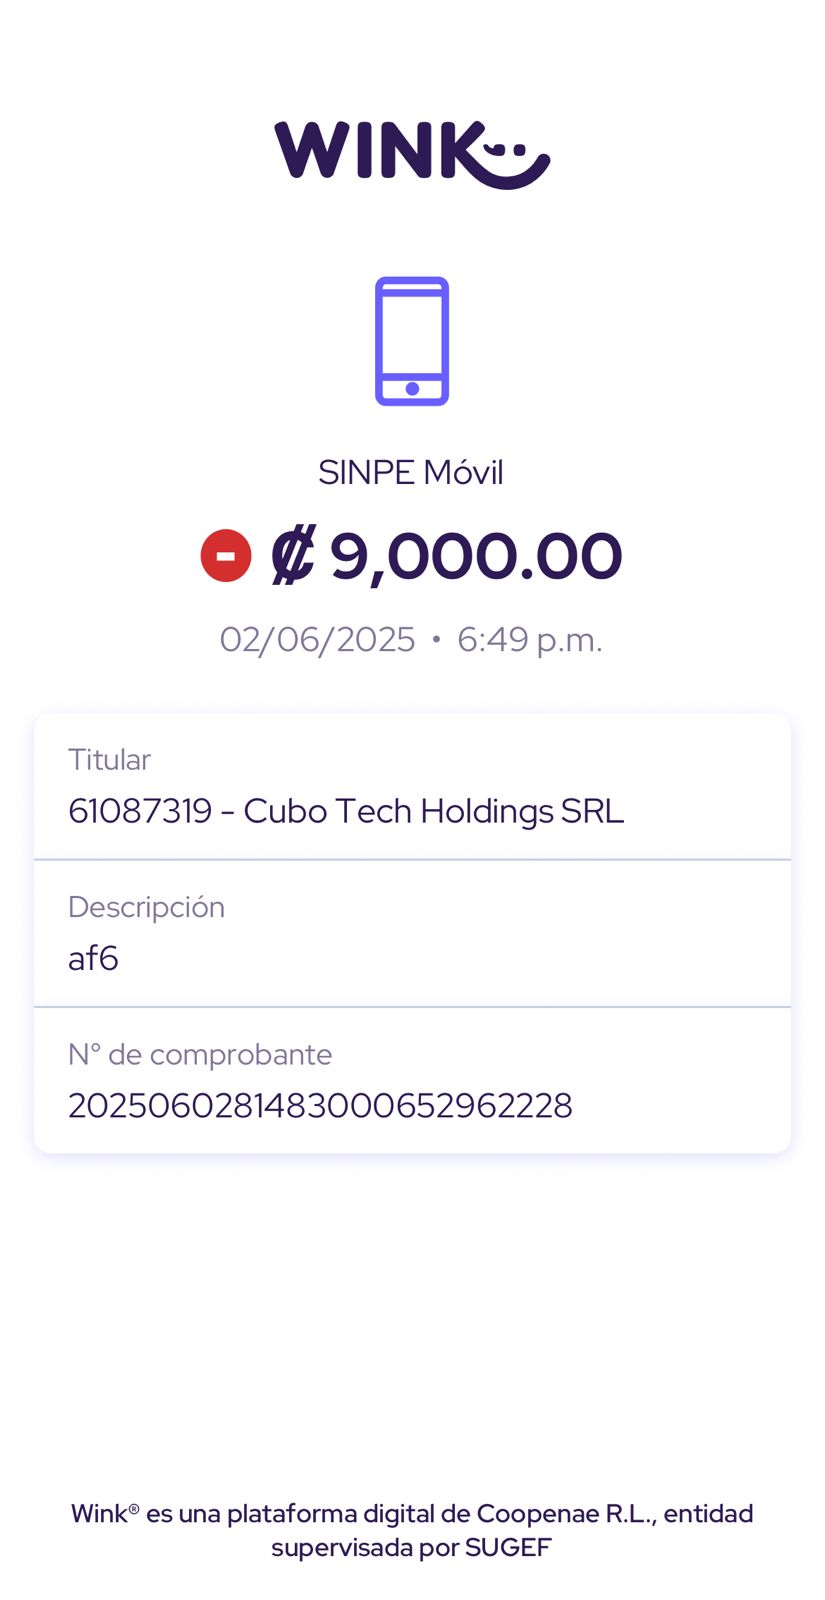 WINK
SINPE Móvil
- ₡ 9,000.00
02/06/2025 • 6:49 p.m.
Titular
61087319 - Cubo Tech Holdings SRL
Descripción
af6
N° de comprobante
2025060281483000652962228
Wink® es una plataforma digital de Coopenae R.L., entidad
supervisada por SUGEF